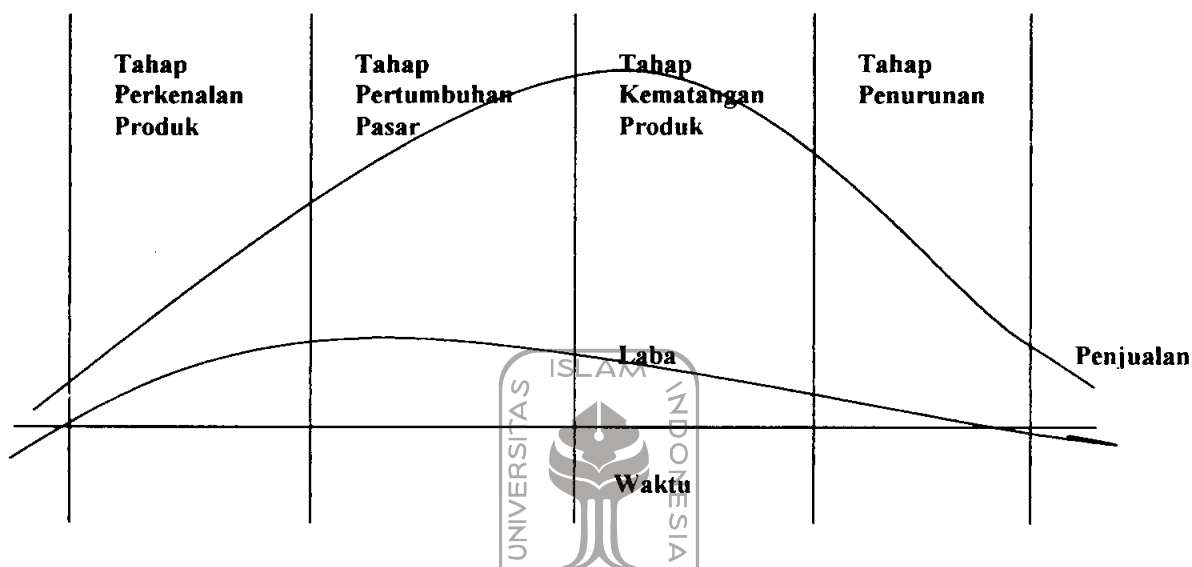 Tahap
Perkenalan
Produk
Tahap
Pertumbuhan
Pasar
Tahap
Kematangan
Produk
Tahap
Penurunan
Laba
Penjualan
Waktu
UNIVERSITAS
ISLAM
INDONESIA